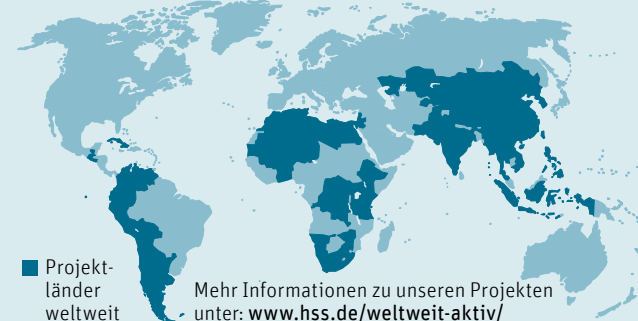 Projekt-
länder
weltweit
Mehr Informationen zu unseren Projekten
unter: www.hss.de/weltweit-aktiv/